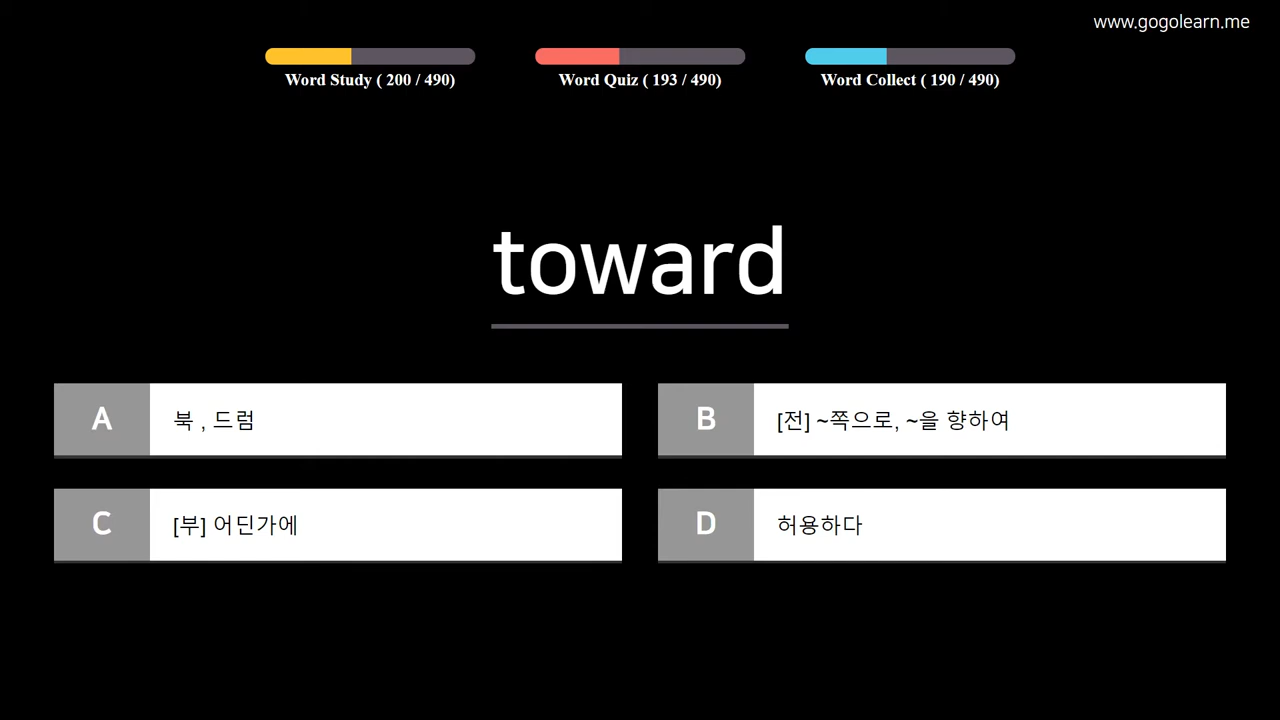 www.gogolearn.me
Word Study ( 200 / 490)
Word Quiz ( 193 / 490)
Word Collect ( 190 / 490)
toward
A 북 , 드럼
B [전] ~쪽으로, ~을 향하여
C [부] 어딘가에
D 허용하다